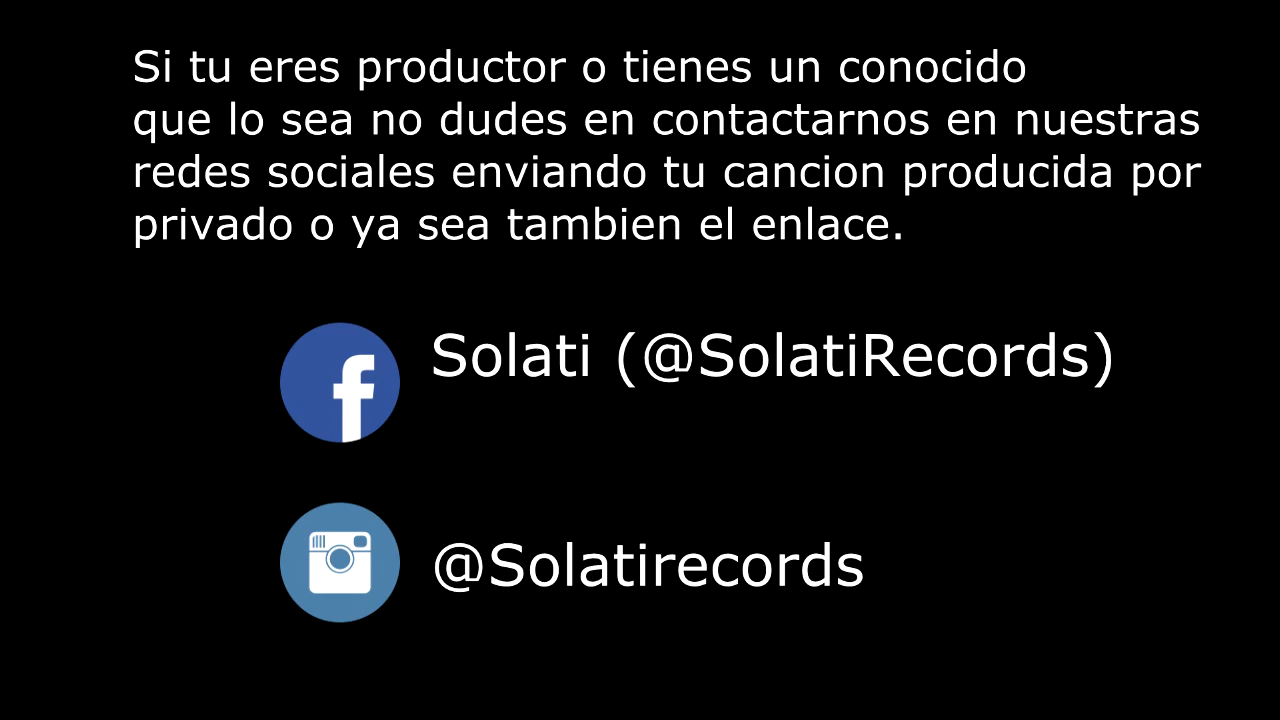 Si tu eres productor o tienes un conocido
que lo sea no dudes en contactarnos en nuestras
redes sociales enviando tu cancion producida por
privado o ya sea tambien el enlace.
Solati (@SolatiRecords)
@Solatirecords